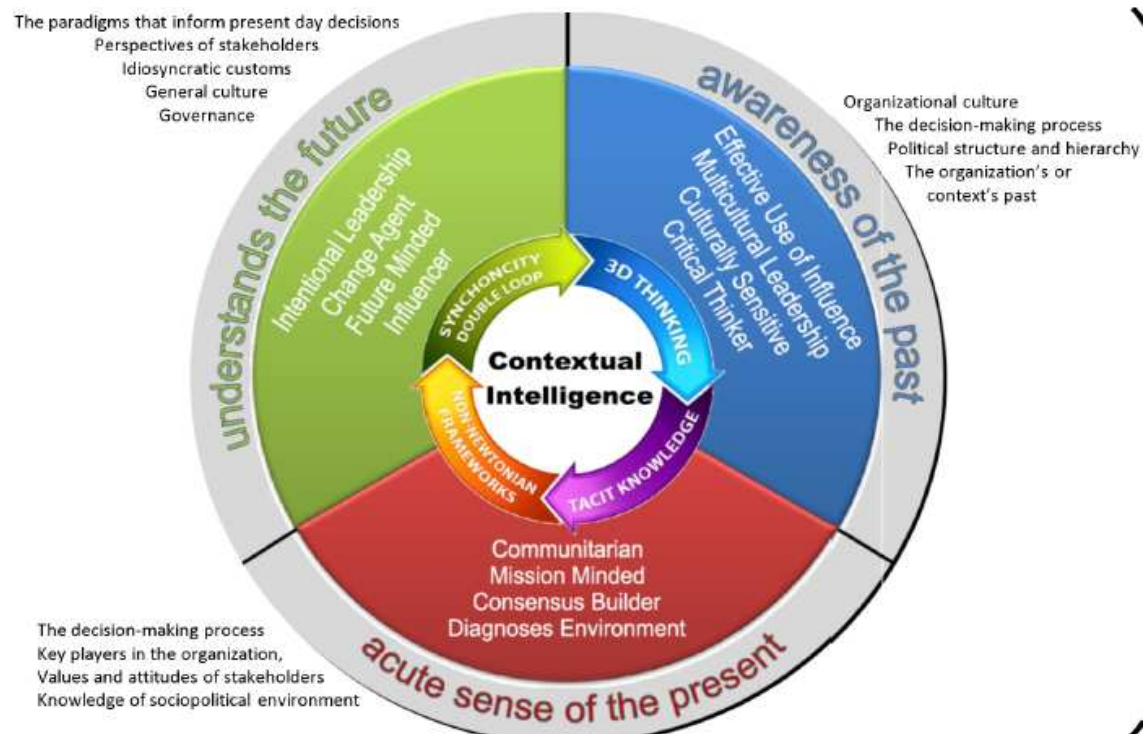 The paradigms that inform present day decisions
Perspectives of stakeholders
Idiosyncratic customs
General culture
Governance
understands the future
awareness of the past
Organizational culture
The decision-making process
Political structure and hierarchy
The organization's or
context's past
Intentional Leadership
Change Agent
Future Minded
Influencer
Effective Use of Influence
Multicultural Leadership
Culturally Sensitive
Critical Thinker
SYNCHONCITY
DOUBLE LOOP
3D THINKING
Contextual
Intelligence
NON-NEWTONIAN
FRAMEWORKS
TACIT KNOWLEDGE
Communitarian
Mission Minded
Consensus Builder
Diagnoses Environment
The decision-making process
Key players in the organization,
Values and attitudes of stakeholders
Knowledge of sociopolitical environment
acute sense of the present